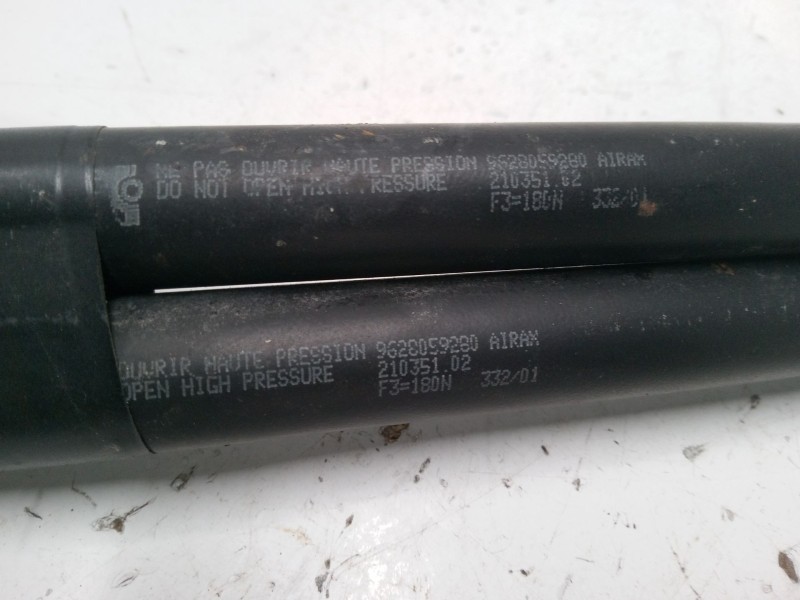 NE PAS OUVRIR HAUTE PRESSION 9628059280 AIRAX
DO NOT OPEN HIGH PRESSURE 210351.02
F3=180N 332/01
OUVRIR HAUTE PRESSION 9628059280 AIRAX
OPEN HIGH PRESSURE 210351.02
F3=180N 332/01